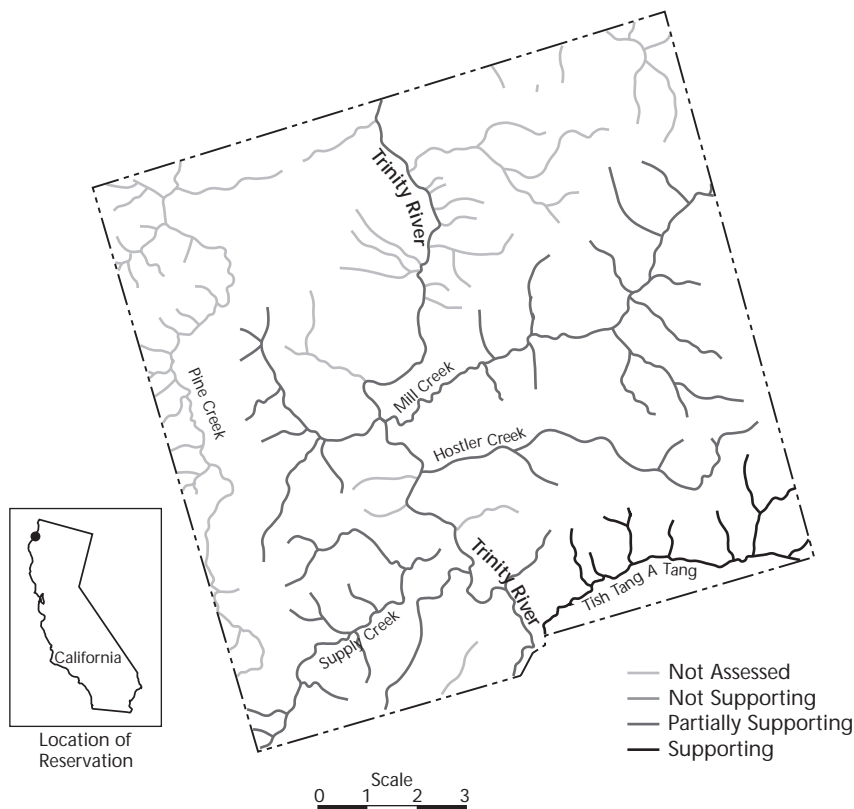 Trinity River
Pine Creek
Mill Creek
Hostler Creek
Trinity River
Tish Tang A Tang
Supply Creek
California
Location of
Reservation
Not Assessed
Not Supporting
Partially Supporting
Supporting
Scale
0 1 2 3